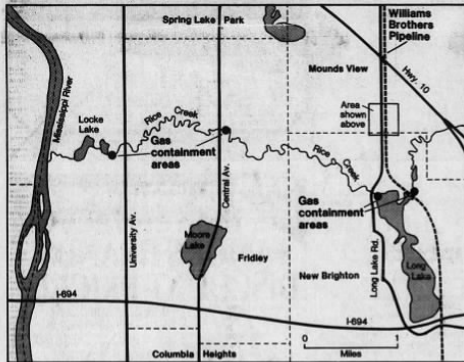 Spring Lake Park
Williams
Brothers
Pipeline
Mounds View
Hwy. 10
Mississippi River
Locke
Lake
Rice Creek
Area
shown
above
Gas
containment
areas
Central Av
Rice Creek
Gas
containment
areas
University Av.
Moore
Lake
Fridley
Long Lake Rd.
Long
Lake
New Brighton
I-694
I-694
0 1
Miles
Columbia Heights